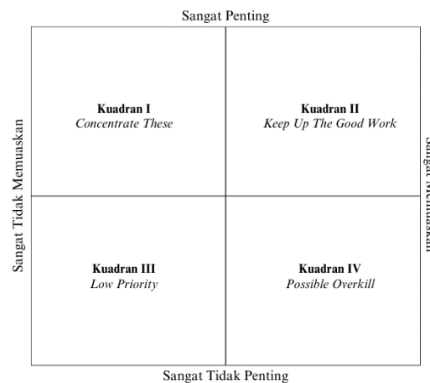 Sangat Penting
Kuadran I
Concentrate These
Kuadran II
Keep Up The Good Work
Sangat Tidak Memuaskan
Kuadran III
Low Priority
Kuadran IV
Possible Overkill
Sangat Tidak Penting